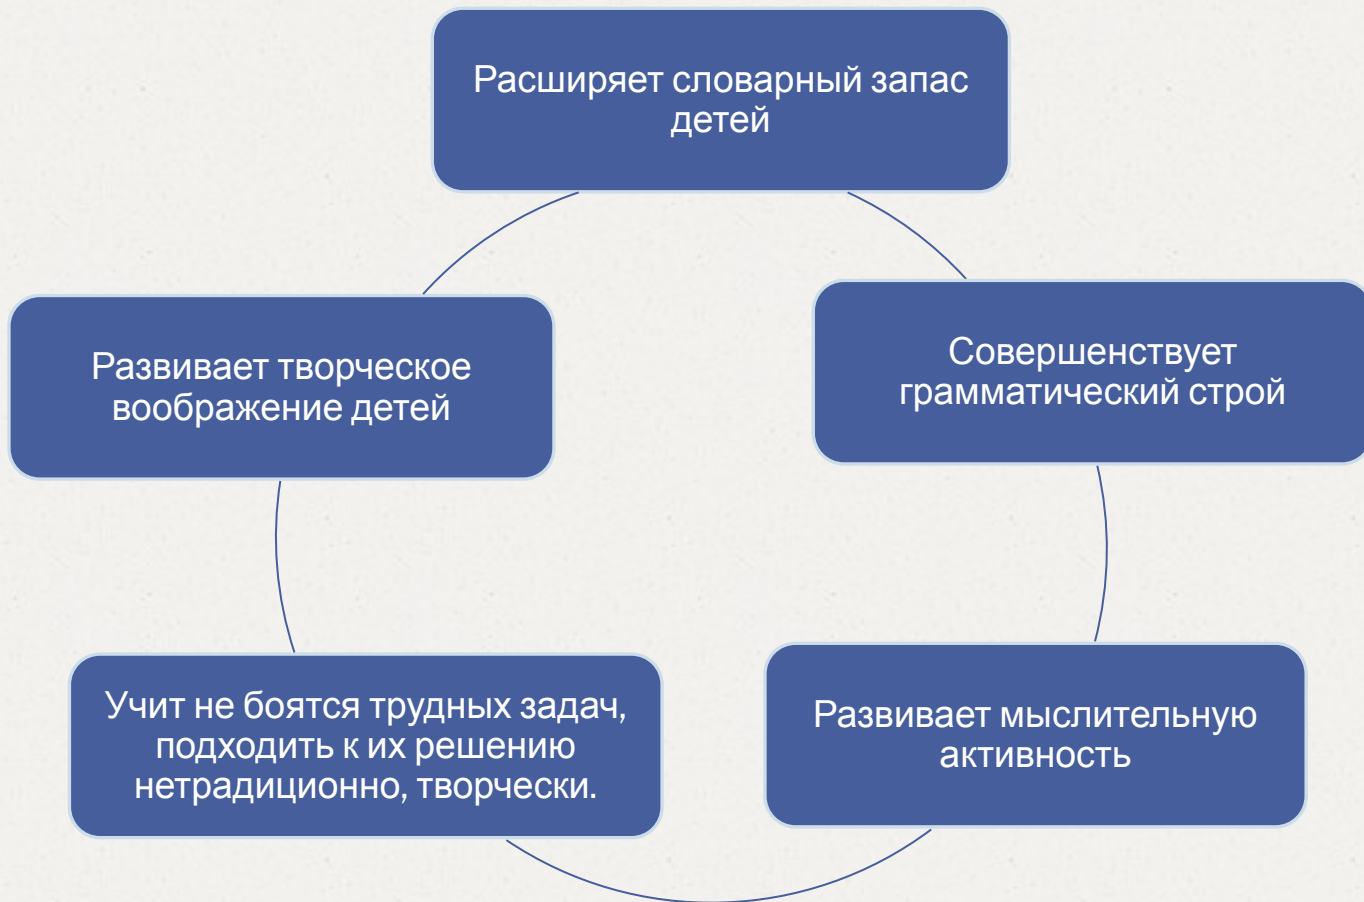 Расширяет словарный запас
детей
Развивает творческое
воображение детей
Совершенствует
грамматический строй
Учит не боятся трудных задач,
подходить к их решению
нетрадиционно, творчески.
Развивает мыслительную
активность